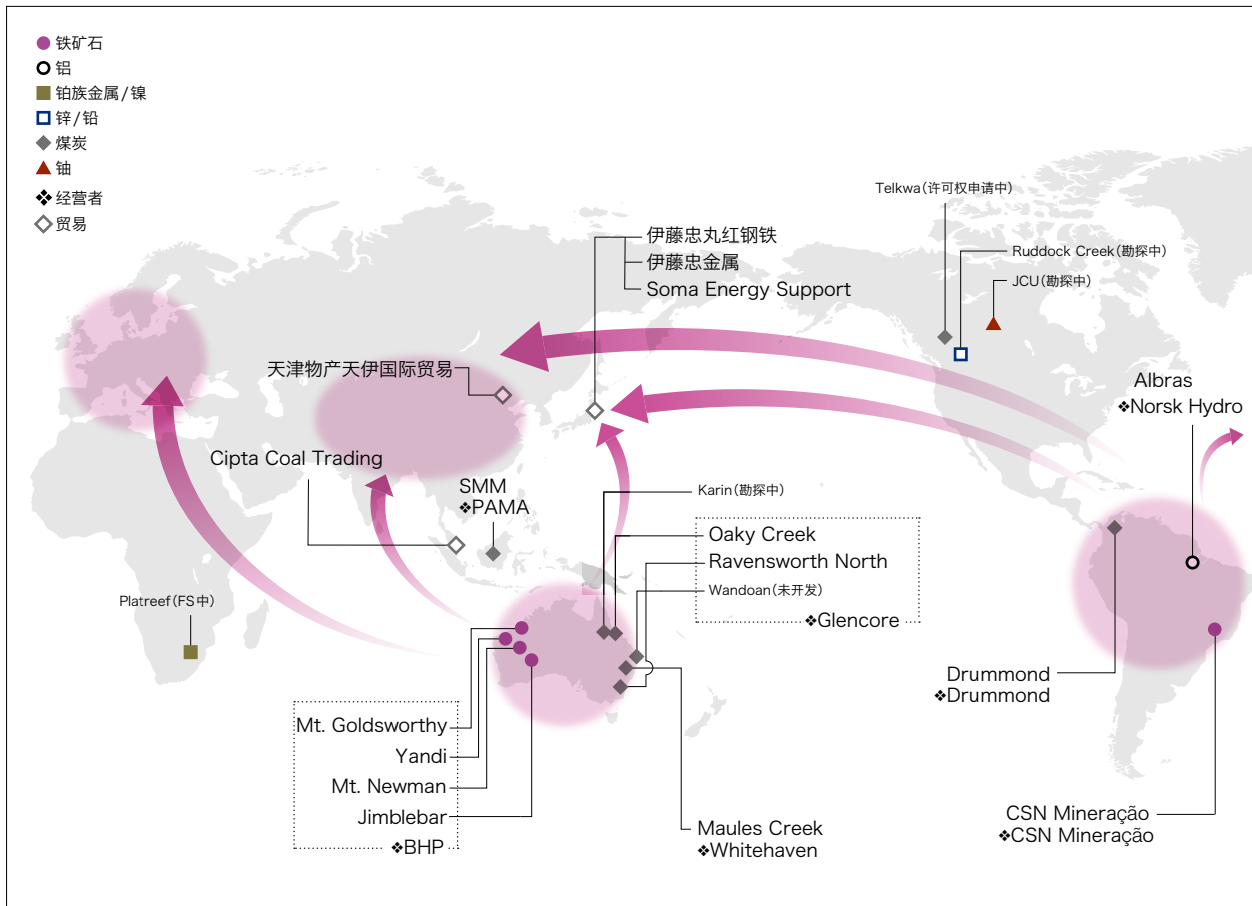 铁矿石
铝
铂族金属/镍
锌/铅
煤炭
铀
❖经营者
贸易
Telkwa(许可权申请中)
伊藤忠丸红钢铁
伊藤忠金属
Soma Energy Support
Ruddock Creek(勘探中)
JCU(勘探中)
天津物产天伊国际贸易
Albras
❖Norsk Hydro
Cipta Coal Trading
SMM
❖PAMA
Karin(勘探中)
Oaky Creek
Ravensworth North
Wandoan(未开发)
❖Glencore
Platreef(FS中)
Drummond
❖Drummond
Mt. Goldsworthy
Yandi
Mt. Newman
Jimblebar
❖BHP
Maules Creek
❖Whitehaven
CSN Mineração
❖CSN Mineração